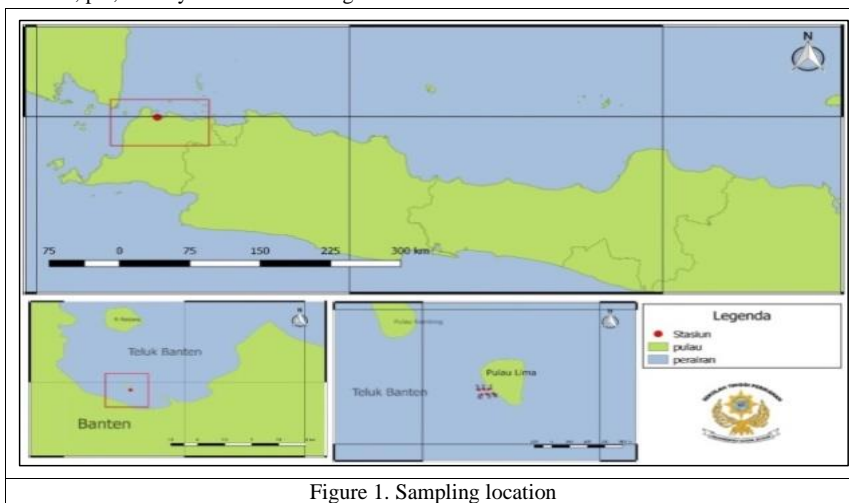 N
75 0 75 150 225 300 km
Teluk Banten
Banten
Teluk Banten
Pulau Lima
Legenda
Stasiun
pulau
perairan
Figure 1. Sampling location